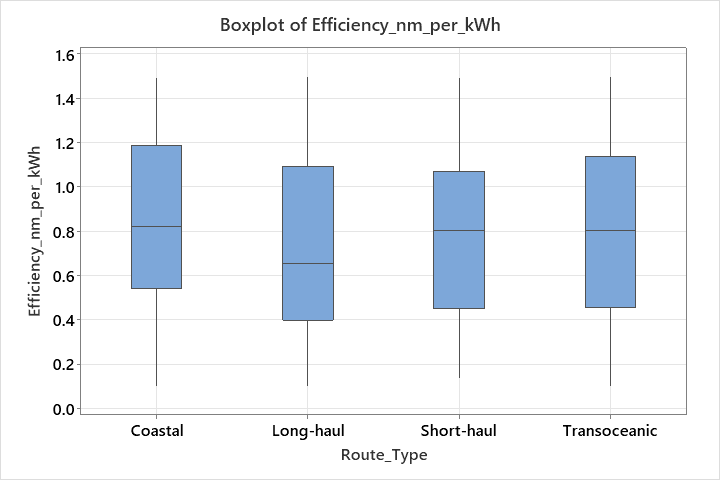 Boxplot of Efficiency_nm_per_kWh
Efficiency_nm_per_kWh
1.6
1.4
1.2
1.0
0.8
0.6
0.4
0.2
0.0
Coastal Long-haul Short-haul Transoceanic
Route_Type